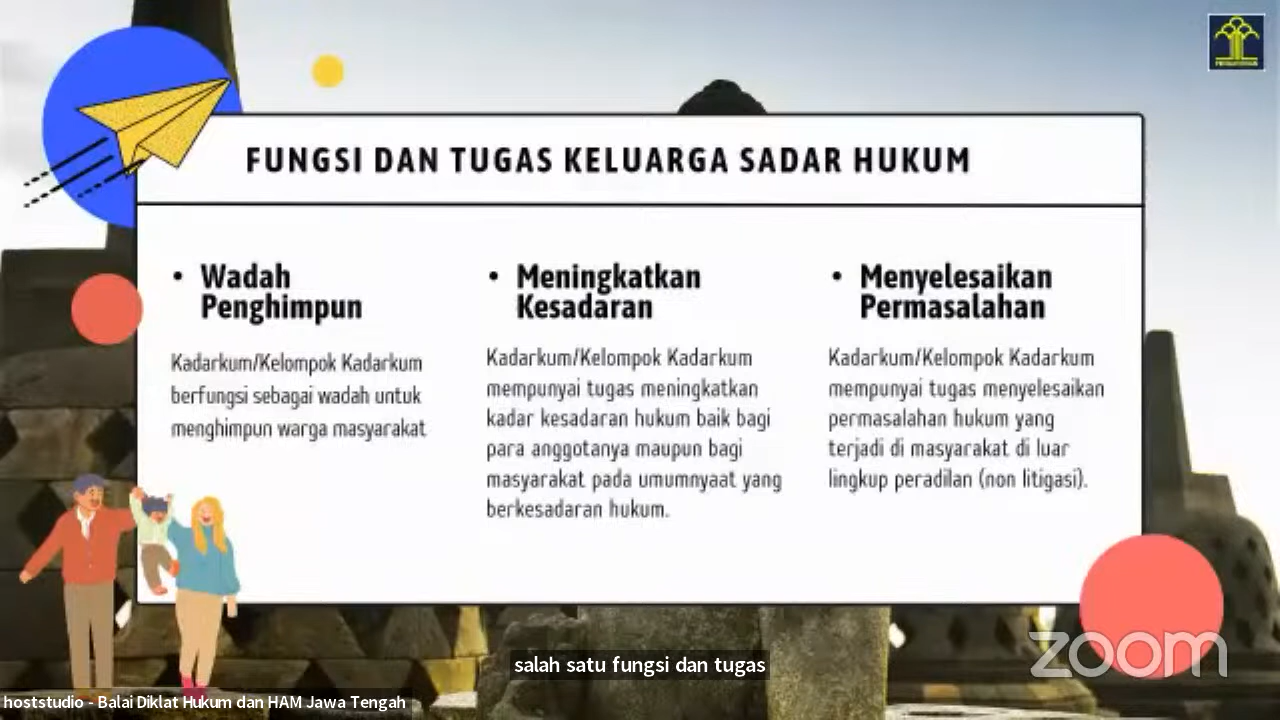 FUNGSI DAN TUGAS KELUARGA SADAR HUKUM
• Wadah
Penghimpun
Kadarkum/Kelompok Kadarkum
berfungsi sebagai wadah untuk
menghimpun warga masyarakat
• Meningkatkan
Kesadaran
Kadarkum/Kelompok Kadarkum
mempunyai tugas meningkatkan
kadar kesadaran hukum baik bagi
para anggotanya maupun bagi
masyarakat pada umumnyaat yang
berkesadaran hukum.
• Menyelesaikan
Permasalahan
Kadarkum/Kelompok Kadarkum
mempunyai tugas menyelesaikan
permasalahan hukum yang
terjadi di masyarakat di luar
lingkup peradilan (non litigasi).
salah satu fungsi dan tugas
zoom
hoststudio - Balai Diklat Hukum dan HAM Jawa Tengah